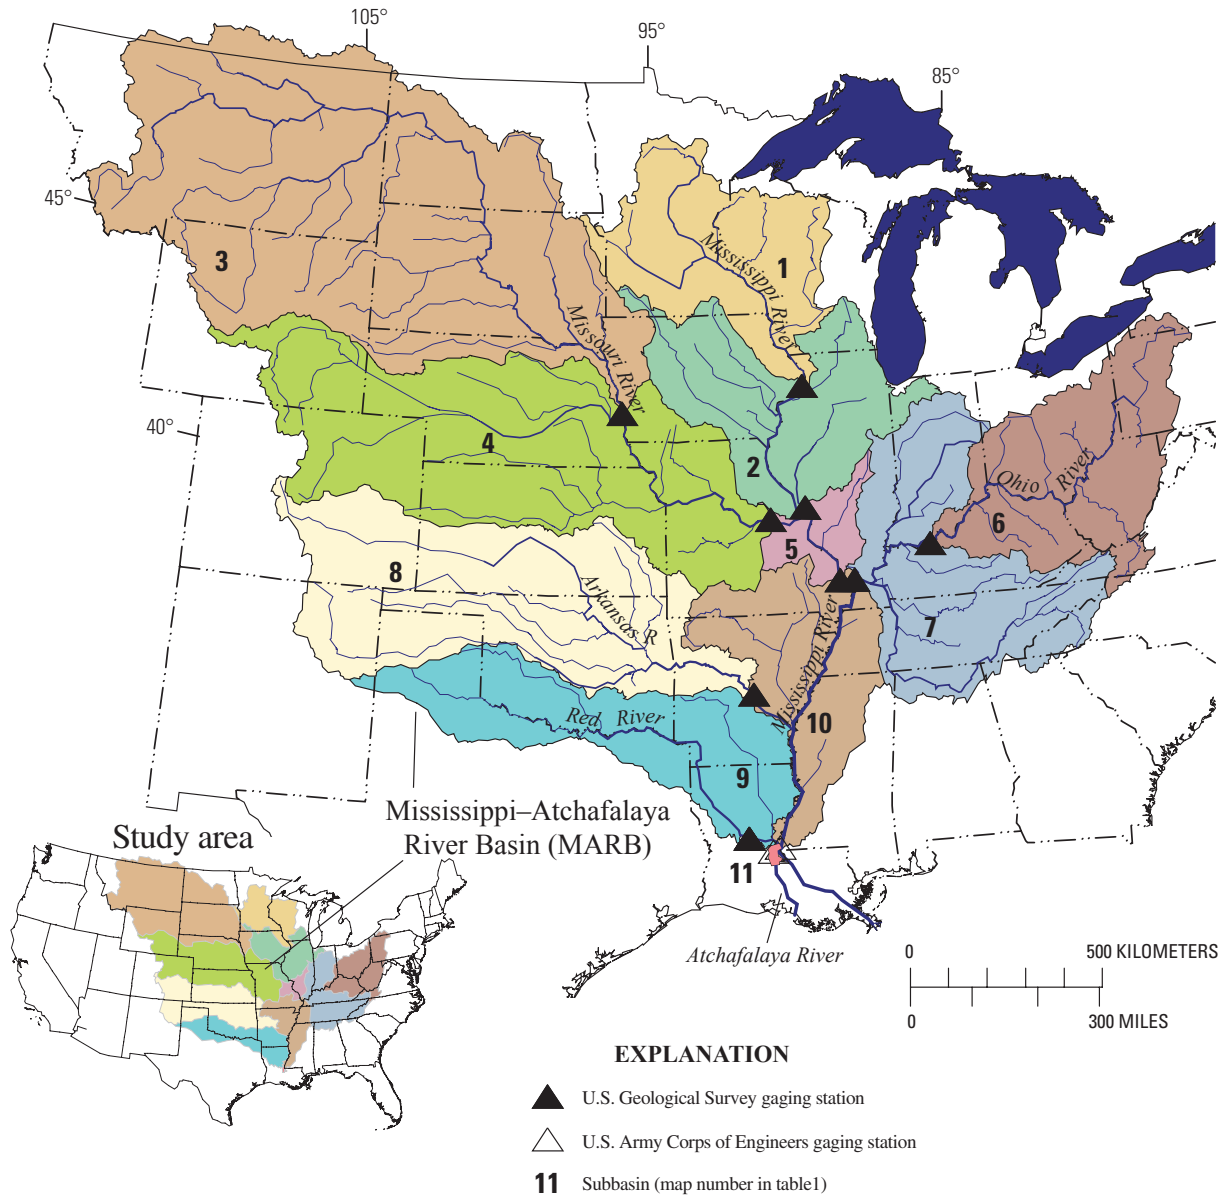 105°
95°
85°
45°
40°
3
1
Mississippi River
Missouri River
4
2
Ohio River
6
5
8
Arkansas R
7
Mississippi River
10
Red River
9
11
Mississippi–Atchafalaya
River Basin (MARB)
Study area
Atchafalaya River
0 500 KILOMETERS
0 300 MILES
EXPLANATION
U.S. Geological Survey gaging station
U.S. Army Corps of Engineers gaging station
11 Subbasin (map number in table1)